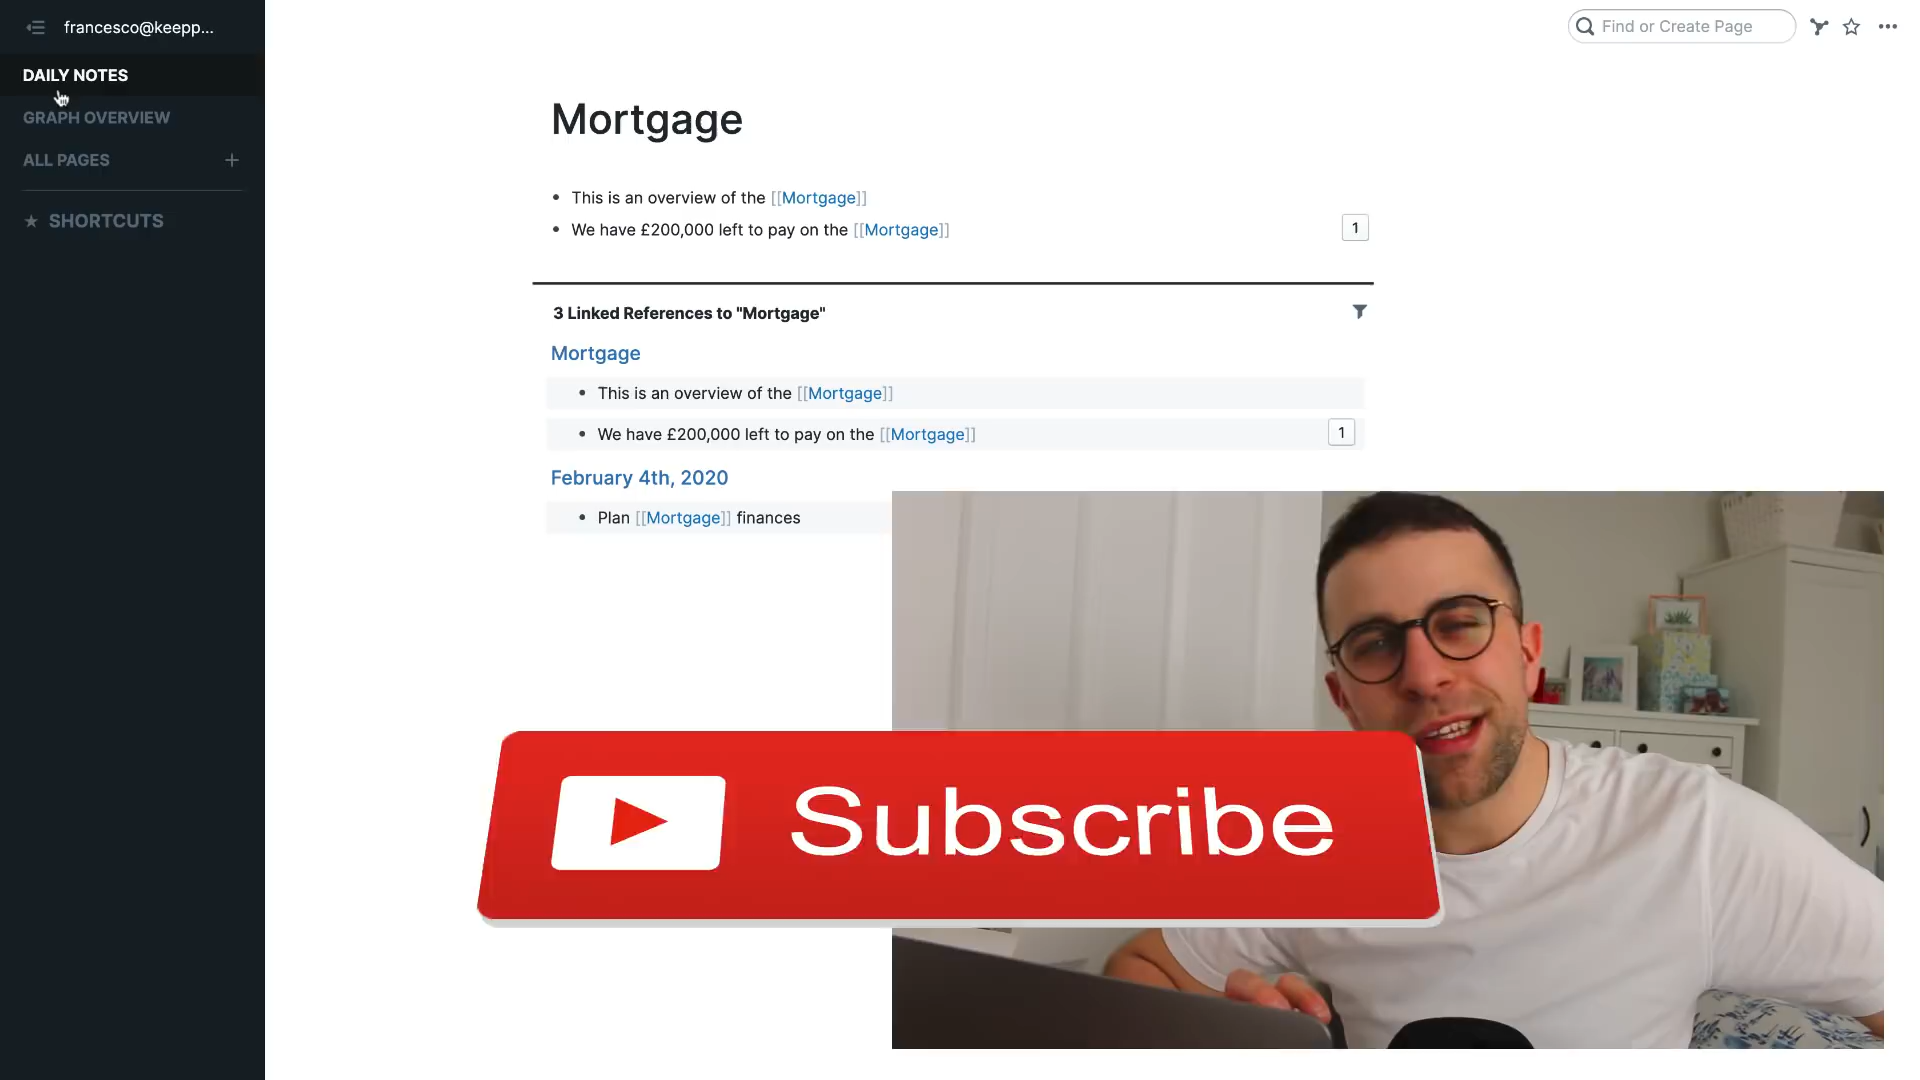 francesco@keepp...
DAILY NOTES
GRAPH OVERVIEW
ALL PAGES +
★ SHORTCUTS
Find or Create Page
Mortgage
• This is an overview of the [[Mortgage]]
• We have £200,000 left to pay on the [[Mortgage]] 1
3 Linked References to "Mortgage"
Mortgage
• This is an overview of the [[Mortgage]]
• We have £200,000 left to pay on the [[Mortgage]] 1
February 4th, 2020
• Plan [[Mortgage]] finances
Subscribe